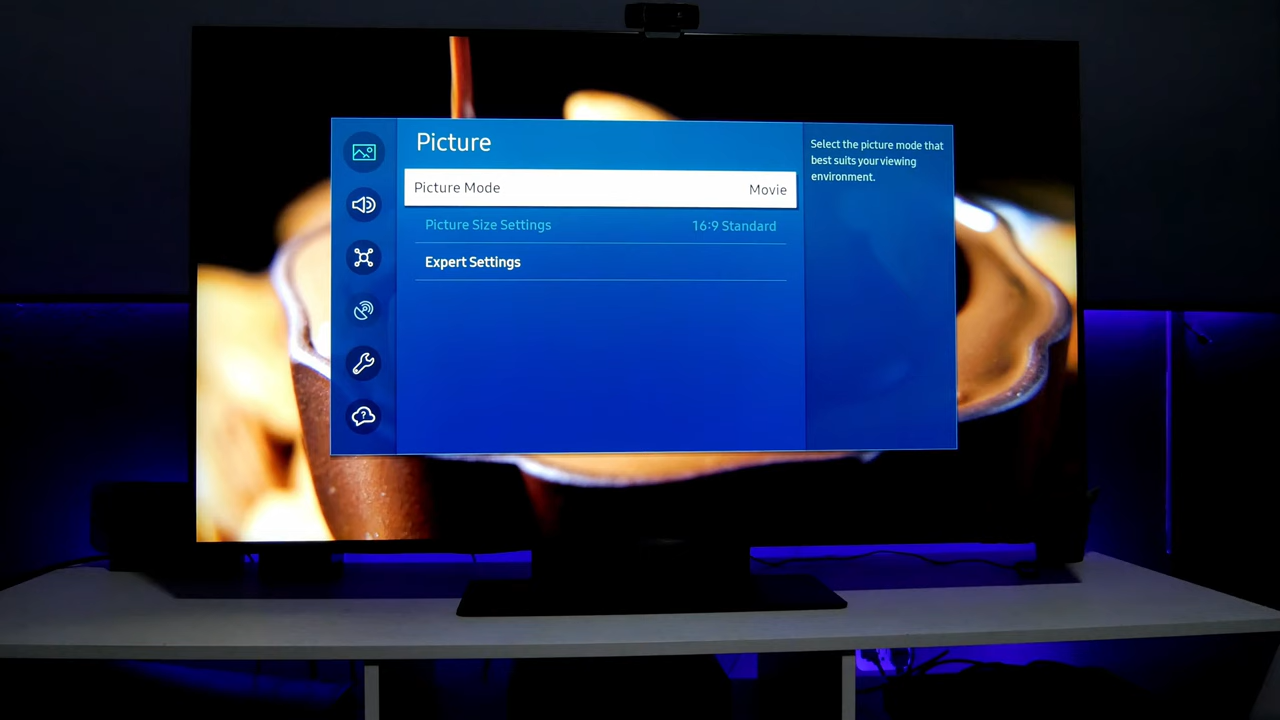 Picture
Picture Mode Movie
Picture Size Settings 16:9 Standard
Expert Settings
Select the picture mode that
best suits your viewing
environment.